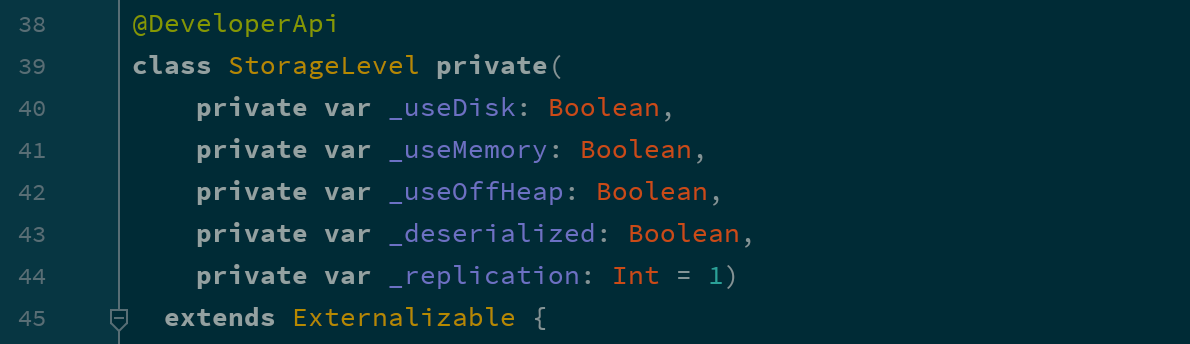 38 @DeveloperApi
39 class StorageLevel private(
40     private var _useDisk: Boolean,
41     private var _useMemory: Boolean,
42     private var _useOffHeap: Boolean,
43     private var _deserialized: Boolean,
44     private var _replication: Int = 1)
45   extends Externalizable {